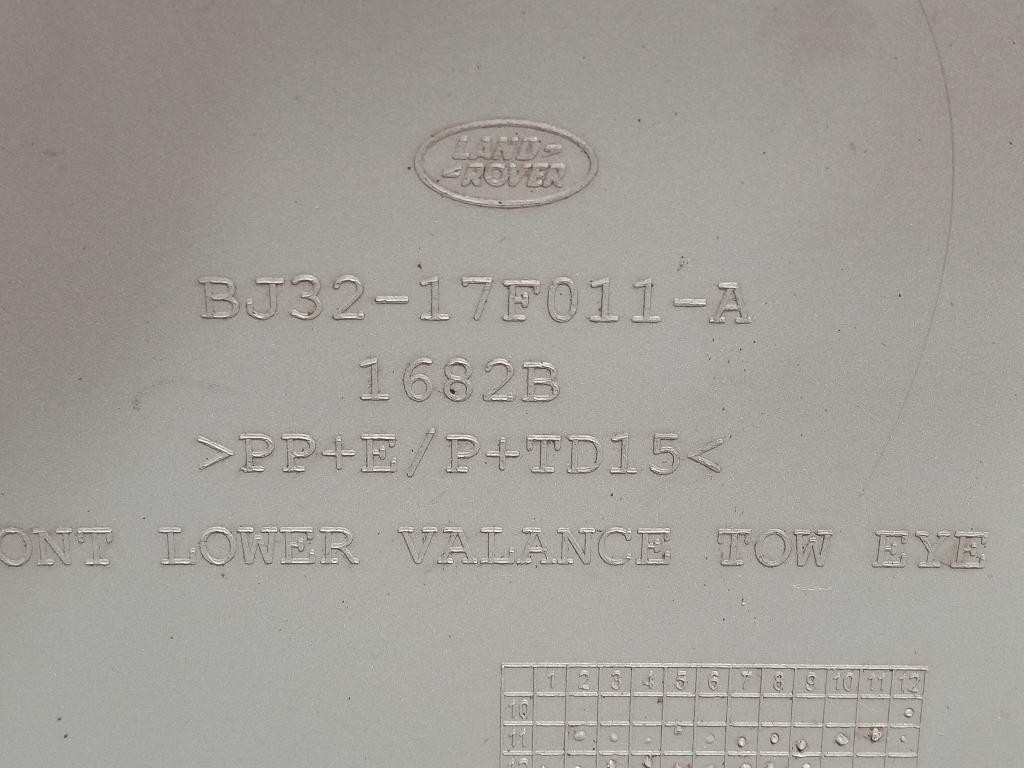 LAND-
-ROVER
BJ32-17F011-A
1682B
>PP+E/P+TD15<
ONT LOWER VALANCE TOW EYE
1 2 3 4 5 6 7 8 9 10 11 12
10
11
12